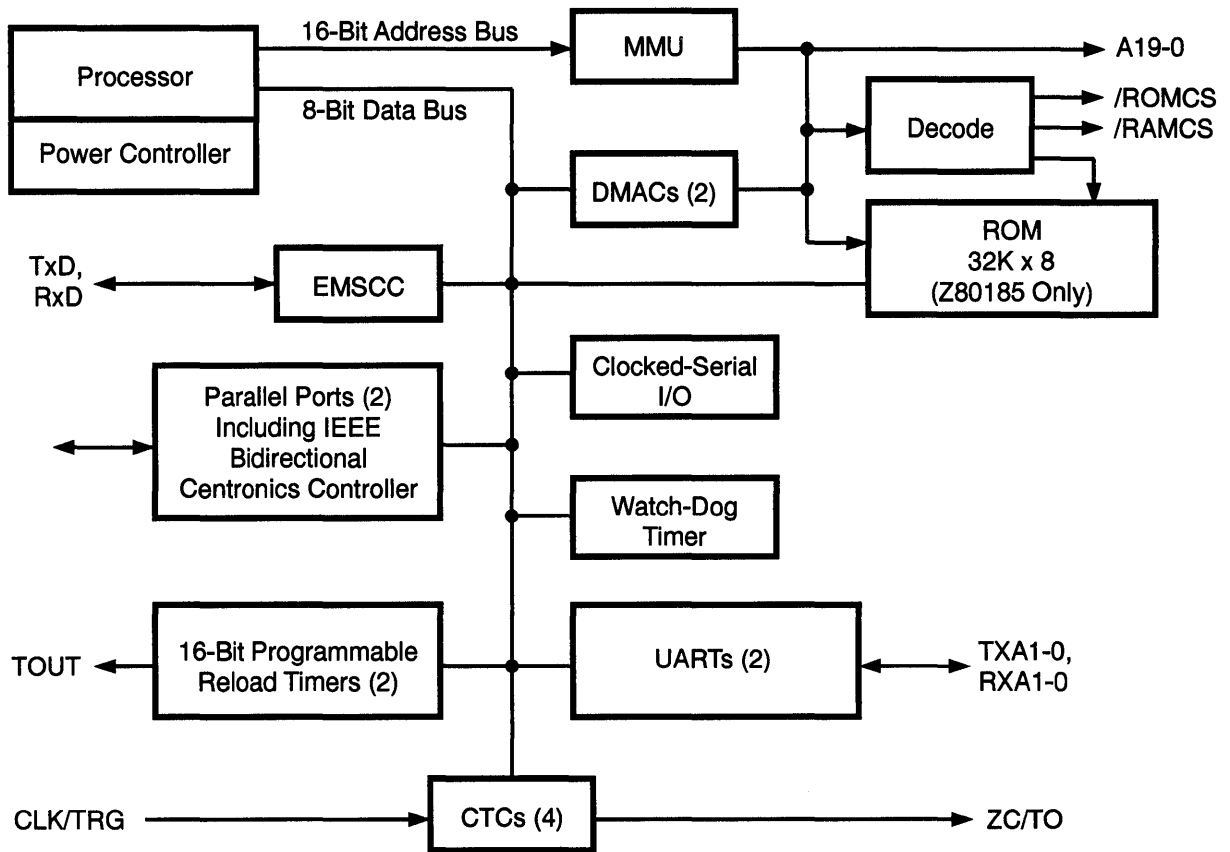 16-Bit Address Bus
MMU
A19-0
Processor
8-Bit Data Bus
Power Controller
Decode
/ROMCS
/RAMCS
DMACs (2)
ROM
32K x 8
(Z80185 Only)
TxD,
RxD
EMSCC
Clocked-Serial
I/O
Parallel Ports (2)
Including IEEE
Bidirectional
Centronics Controller
Watch-Dog
Timer
TOUT
16-Bit Programmable
Reload Timers (2)
UARTs (2)
TXA1-0,
RXA1-0
CLK/TRG
CTCs (4)
ZC/TO